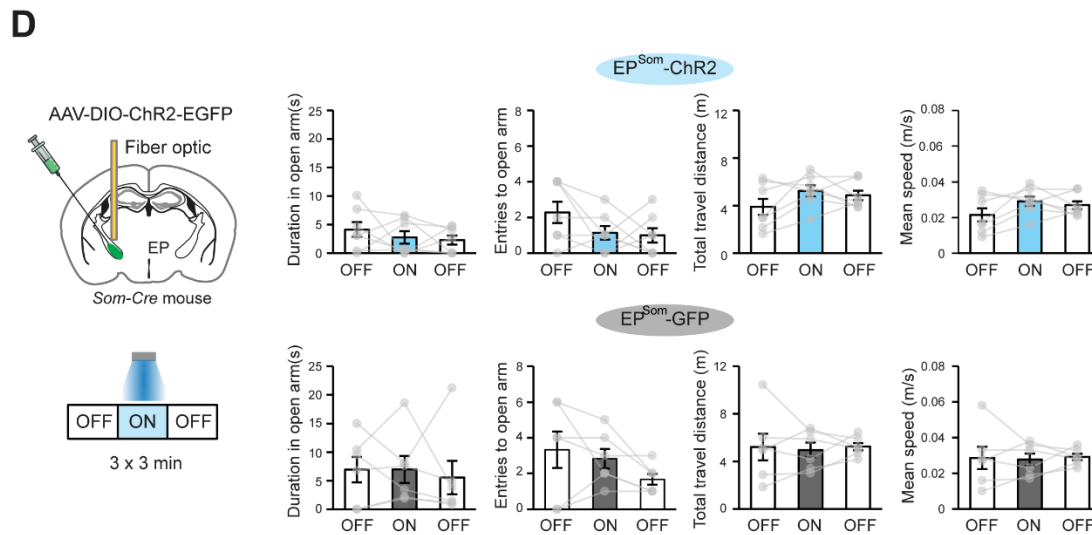 D
AAV-DIO-ChR2-EGFP
Fiber optic
EP
Som-Cre mouse
OFF ON OFF
3 x 3 min
EP^Som-ChR2
Duration in open arm(s)
25
20
15
10
5
0
OFF ON OFF
Entries to open arm
8
6
4
2
0
OFF ON OFF
Total travel distance (m)
12
8
4
0
OFF ON OFF
Mean speed (m/s)
0.08
0.06
0.04
0.02
0
OFF ON OFF
EP^Som-GFP
Duration in open arm(s)
25
20
15
10
5
0
OFF ON OFF
Entries to open arm
8
6
4
2
0
OFF ON OFF
Total travel distance (m)
12
8
4
0
OFF ON OFF
Mean speed (m/s)
0.08
0.06
0.04
0.02
0
OFF ON OFF